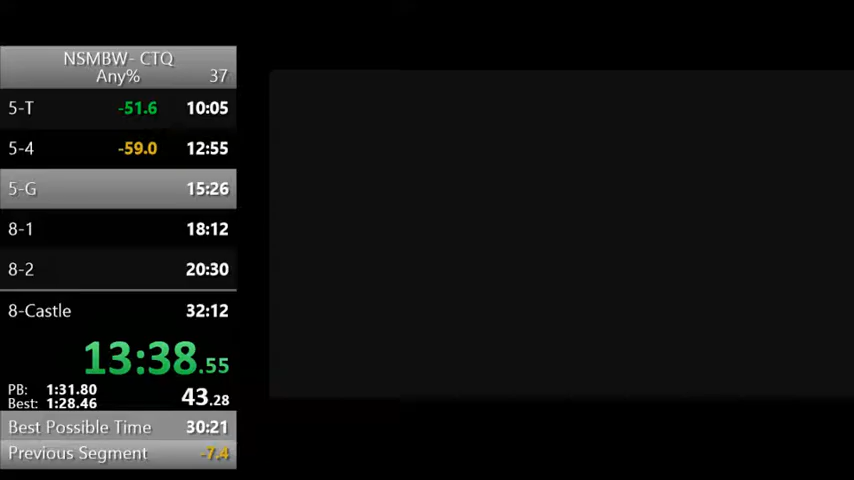 NSMBW- CTQ
Any% 37
5-T -51.6 10:05
5-4 -59.0 12:55
5-G 15:26
8-1 18:12
8-2 20:30
8-Castle 32:12
13:38.55
PB: 1:31.80
Best: 1:28.46 43.28
Best Possible Time 30:21
Previous Segment -7.4